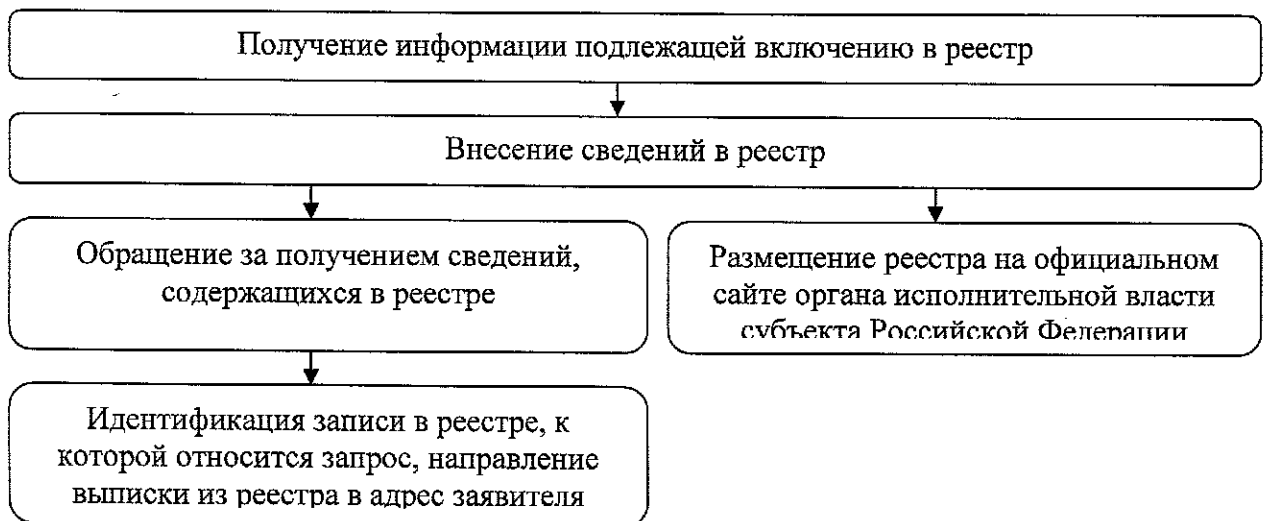 Получение информации подлежащей включению в реестр
Внесение сведений в реестр
Обращение за получением сведений,
содержащихся в реестре
Размещение реестра на официальном
сайте органа исполнительной власти
субъекта Российской Федерации
Идентификация записи в реестре, к
которой относится запрос, направление
выписки из реестра в адрес заявителя